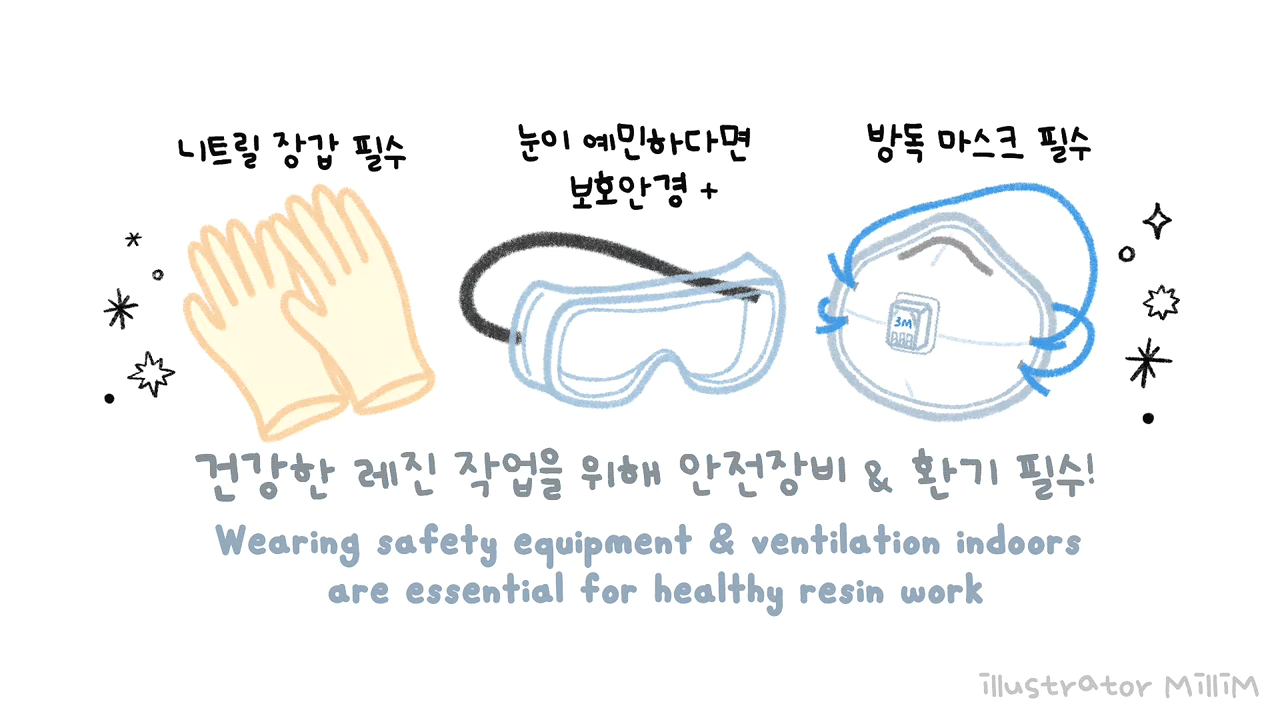 니트릴 장갑 필수
눈이 예민하다면
보호안경 +
방독 마스크 필수
3M
건강한 레진 작업을 위해 안전장비 & 환기 필수!
Wearing safety equipment & ventilation indoors
are essential for healthy resin work
illustrator MilliM